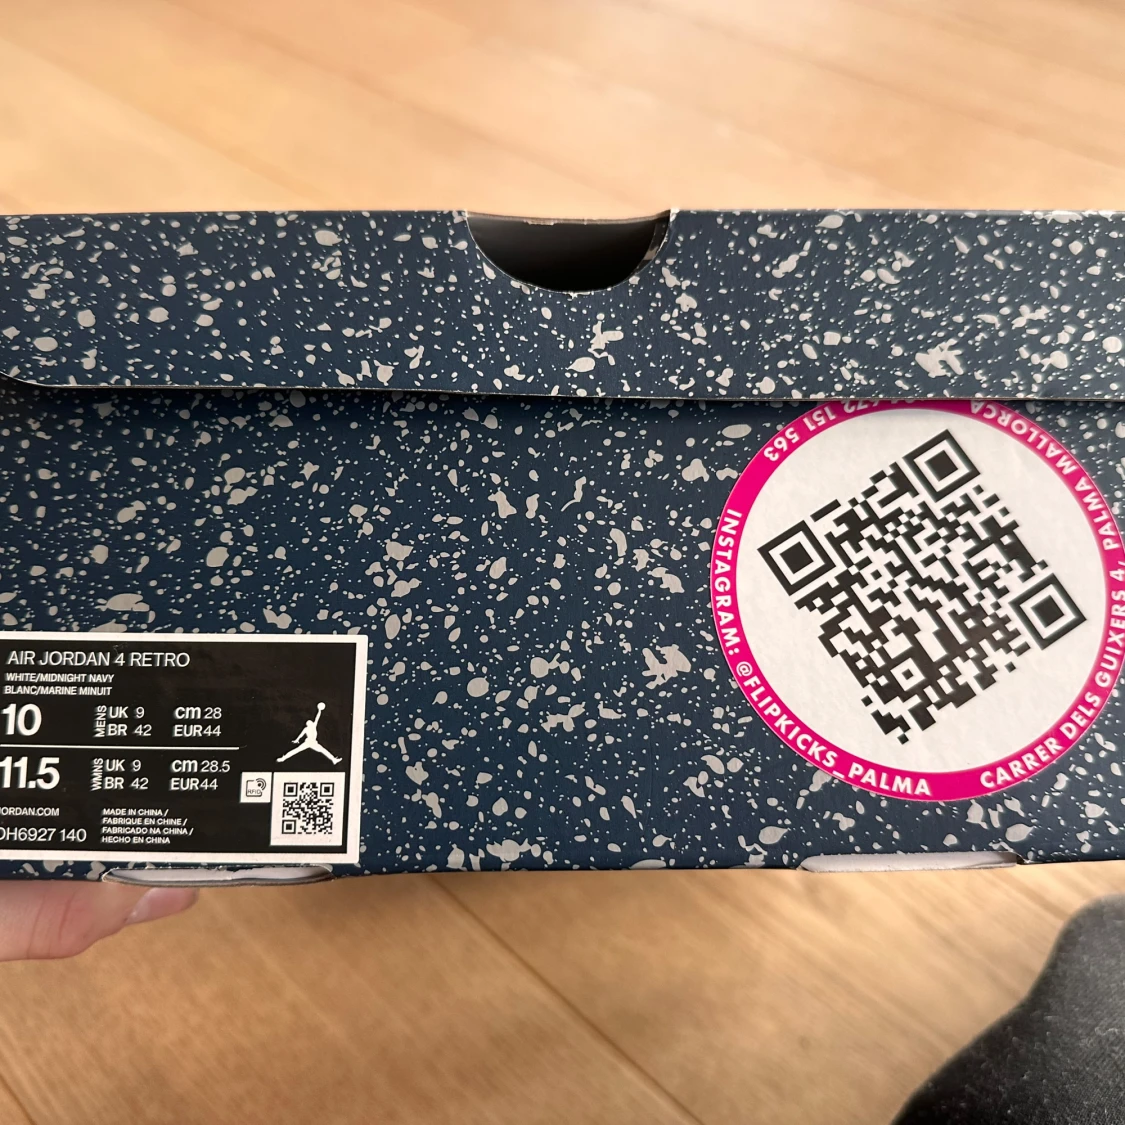 AIR JORDAN 4 RETRO
WHITE/MIDNIGHT NAVY
BLANC/MARINE MINUIT
10 MENS UK 9 cm 28
BR 42 EUR 44
11.5 WMNS UK 9 cm 28.5
BR 42 EUR 44
RFID
JORDAN.COM
MADE IN CHINA /
FABRIQUE EN CHINE /
FABRICADO NA CHINA /
HECHO EN CHINA
DH6927 140
INSTAGRAM: @FLIPKICKS_PALMA
CARRER DELS GUIXERS 4, PALMA MALLORCA
672 151 563